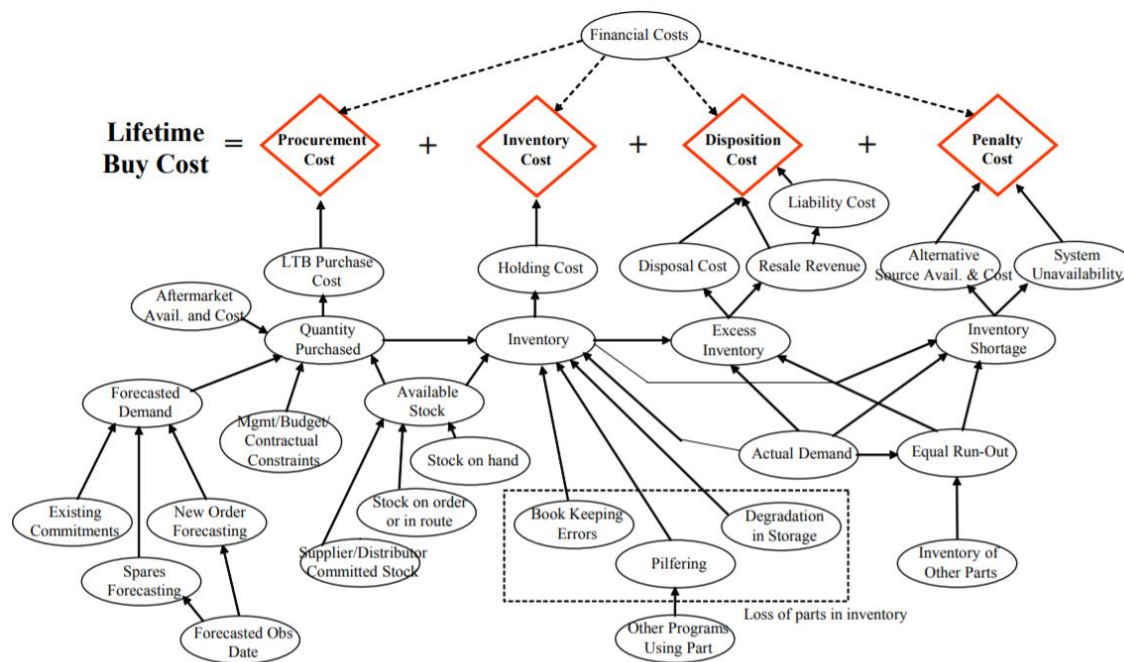 Financial Costs
Lifetime
Buy Cost
=
Procurement
Cost
+
Inventory
Cost
+
Disposition
Cost
+
Penalty
Cost
Liability Cost
LTB Purchase
Cost
Holding Cost
Disposal Cost
Resale Revenue
Alternative
Source Avail. & Cost
System
Unavailability
Aftermarket
Avail. and Cost
Quantity
Purchased
Inventory
Excess
Inventory
Inventory
Shortage
Forecasted
Demand
Available
Stock
Mgmt/Budget/
Contractual
Constraints
Stock on hand
Actual Demand
Equal Run-Out
Existing
Commitments
New Order
Forecasting
Stock on order
or in route
Book Keeping
Errors
Degradation
in Storage
Supplier/Distributor
Committed Stock
Spares
Forecasting
Pilfering
Inventory of
Other Parts
Loss of parts in inventory
Forecasted Obs
Date
Other Programs
Using Part